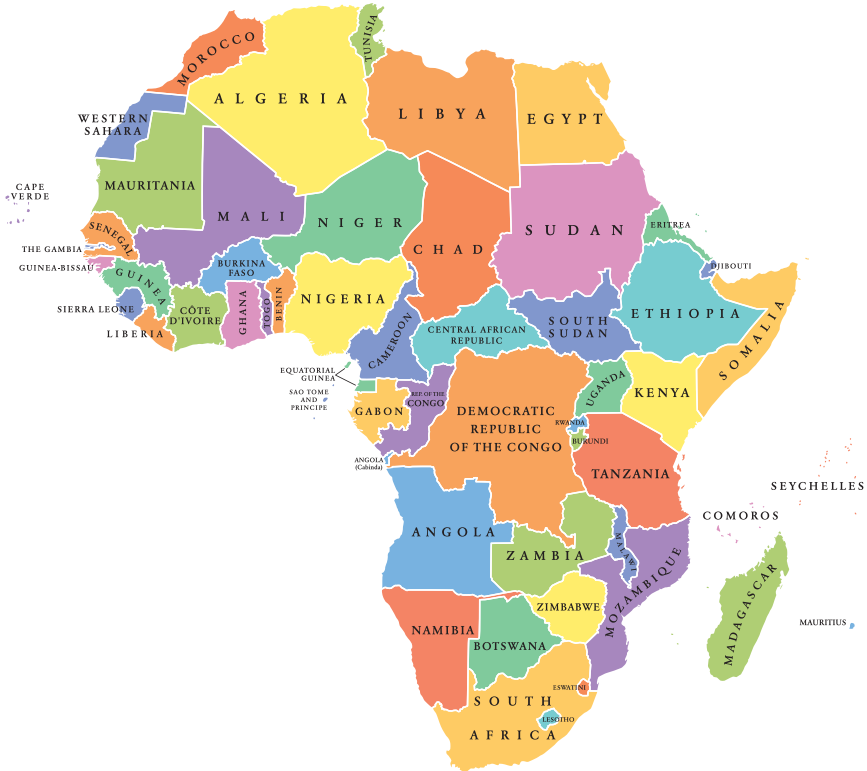 MOROCCO
TUNISIA
ALGERIA
LIBYA
EGYPT
WESTERN
SAHARA
MAURITANIA
CAPE
VERDE
MALI
NIGER
CHAD
SUDAN
ERITREA
SENEGAL
THE GAMBIA
GUINEA-BISSAU
GUINEA
BURKINA
FASO
DJIBOUTI
SIERRA LEONE
CÔTE
D'IVOIRE
GHANA
TOGO
BENIN
NIGERIA
LIBERIA
CAMEROON
CENTRAL AFRICAN
REPUBLIC
SOUTH
SUDAN
ETHIOPIA
SOMALIA
EQUATORIAL
GUINEA
SAO TOME
AND
PRINCIPE
GABON
REP. OF THE
CONGO
DEMOCRATIC
REPUBLIC
OF THE CONGO
UGANDA
KENYA
RWANDA
BURUNDI
ANGOLA
(Cabinda)
TANZANIA
SEYCHELLES
COMOROS
ANGOLA
ZAMBIA
MALAWI
MOZAMBIQUE
MADAGASCAR
MAURITIUS
NAMIBIA
ZIMBABWE
BOTSWANA
ESWATINI
SOUTH
AFRICA
LESOTHO